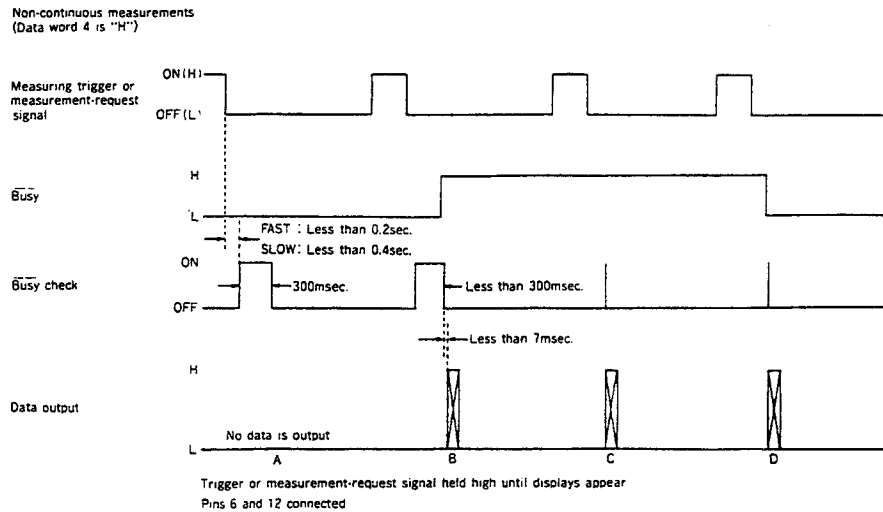 Non-continuous measurements
(Data word 4 is "H")
Measuring trigger or
measurement-request
signal
ON(H)
OFF(L)
Busy
H
L
FAST : Less than 0.2sec.
SLOW: Less than 0.4sec.
Busy check
ON
OFF
300msec.
Less than 300msec.
Less than 7msec.
Data output
H
L
No data is output
A
B
C
D
Trigger or measurement-request signal held high until displays appear
Pins 6 and 12 connected